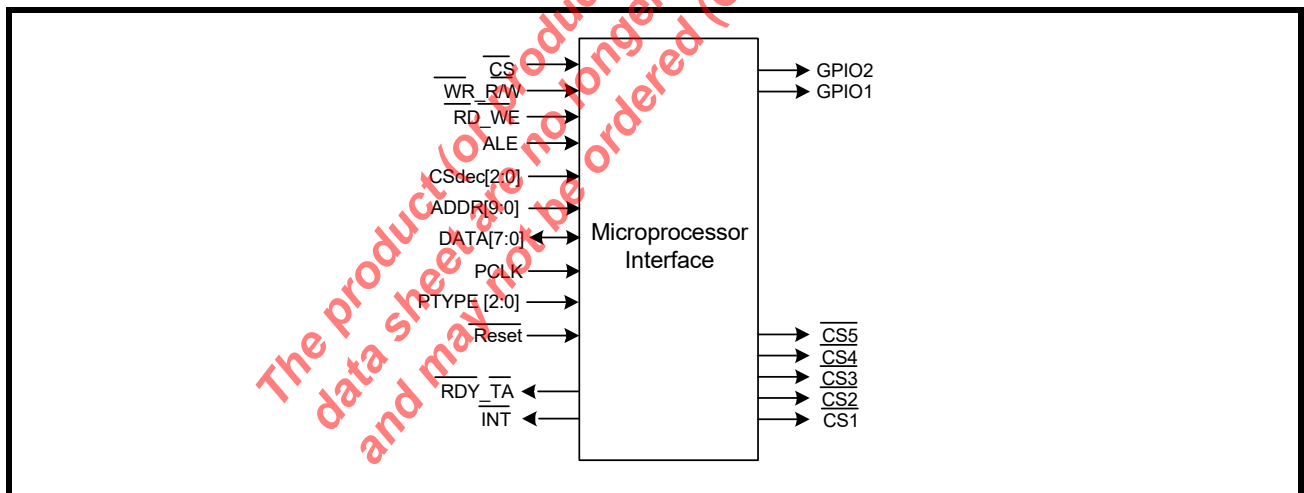 CS
WR_R/W
RD_WE
ALE
CSdec[2:0]
ADDR[9:0]
DATA[7:0]
PCLK
PTYPE [2:0]
Reset
RDY_TA
INT
Microprocessor
Interface
GPIO2
GPIO1
CS5
CS4
CS3
CS2
CS1
The product (or produc
data sheet are no longer
and may not be ordered (